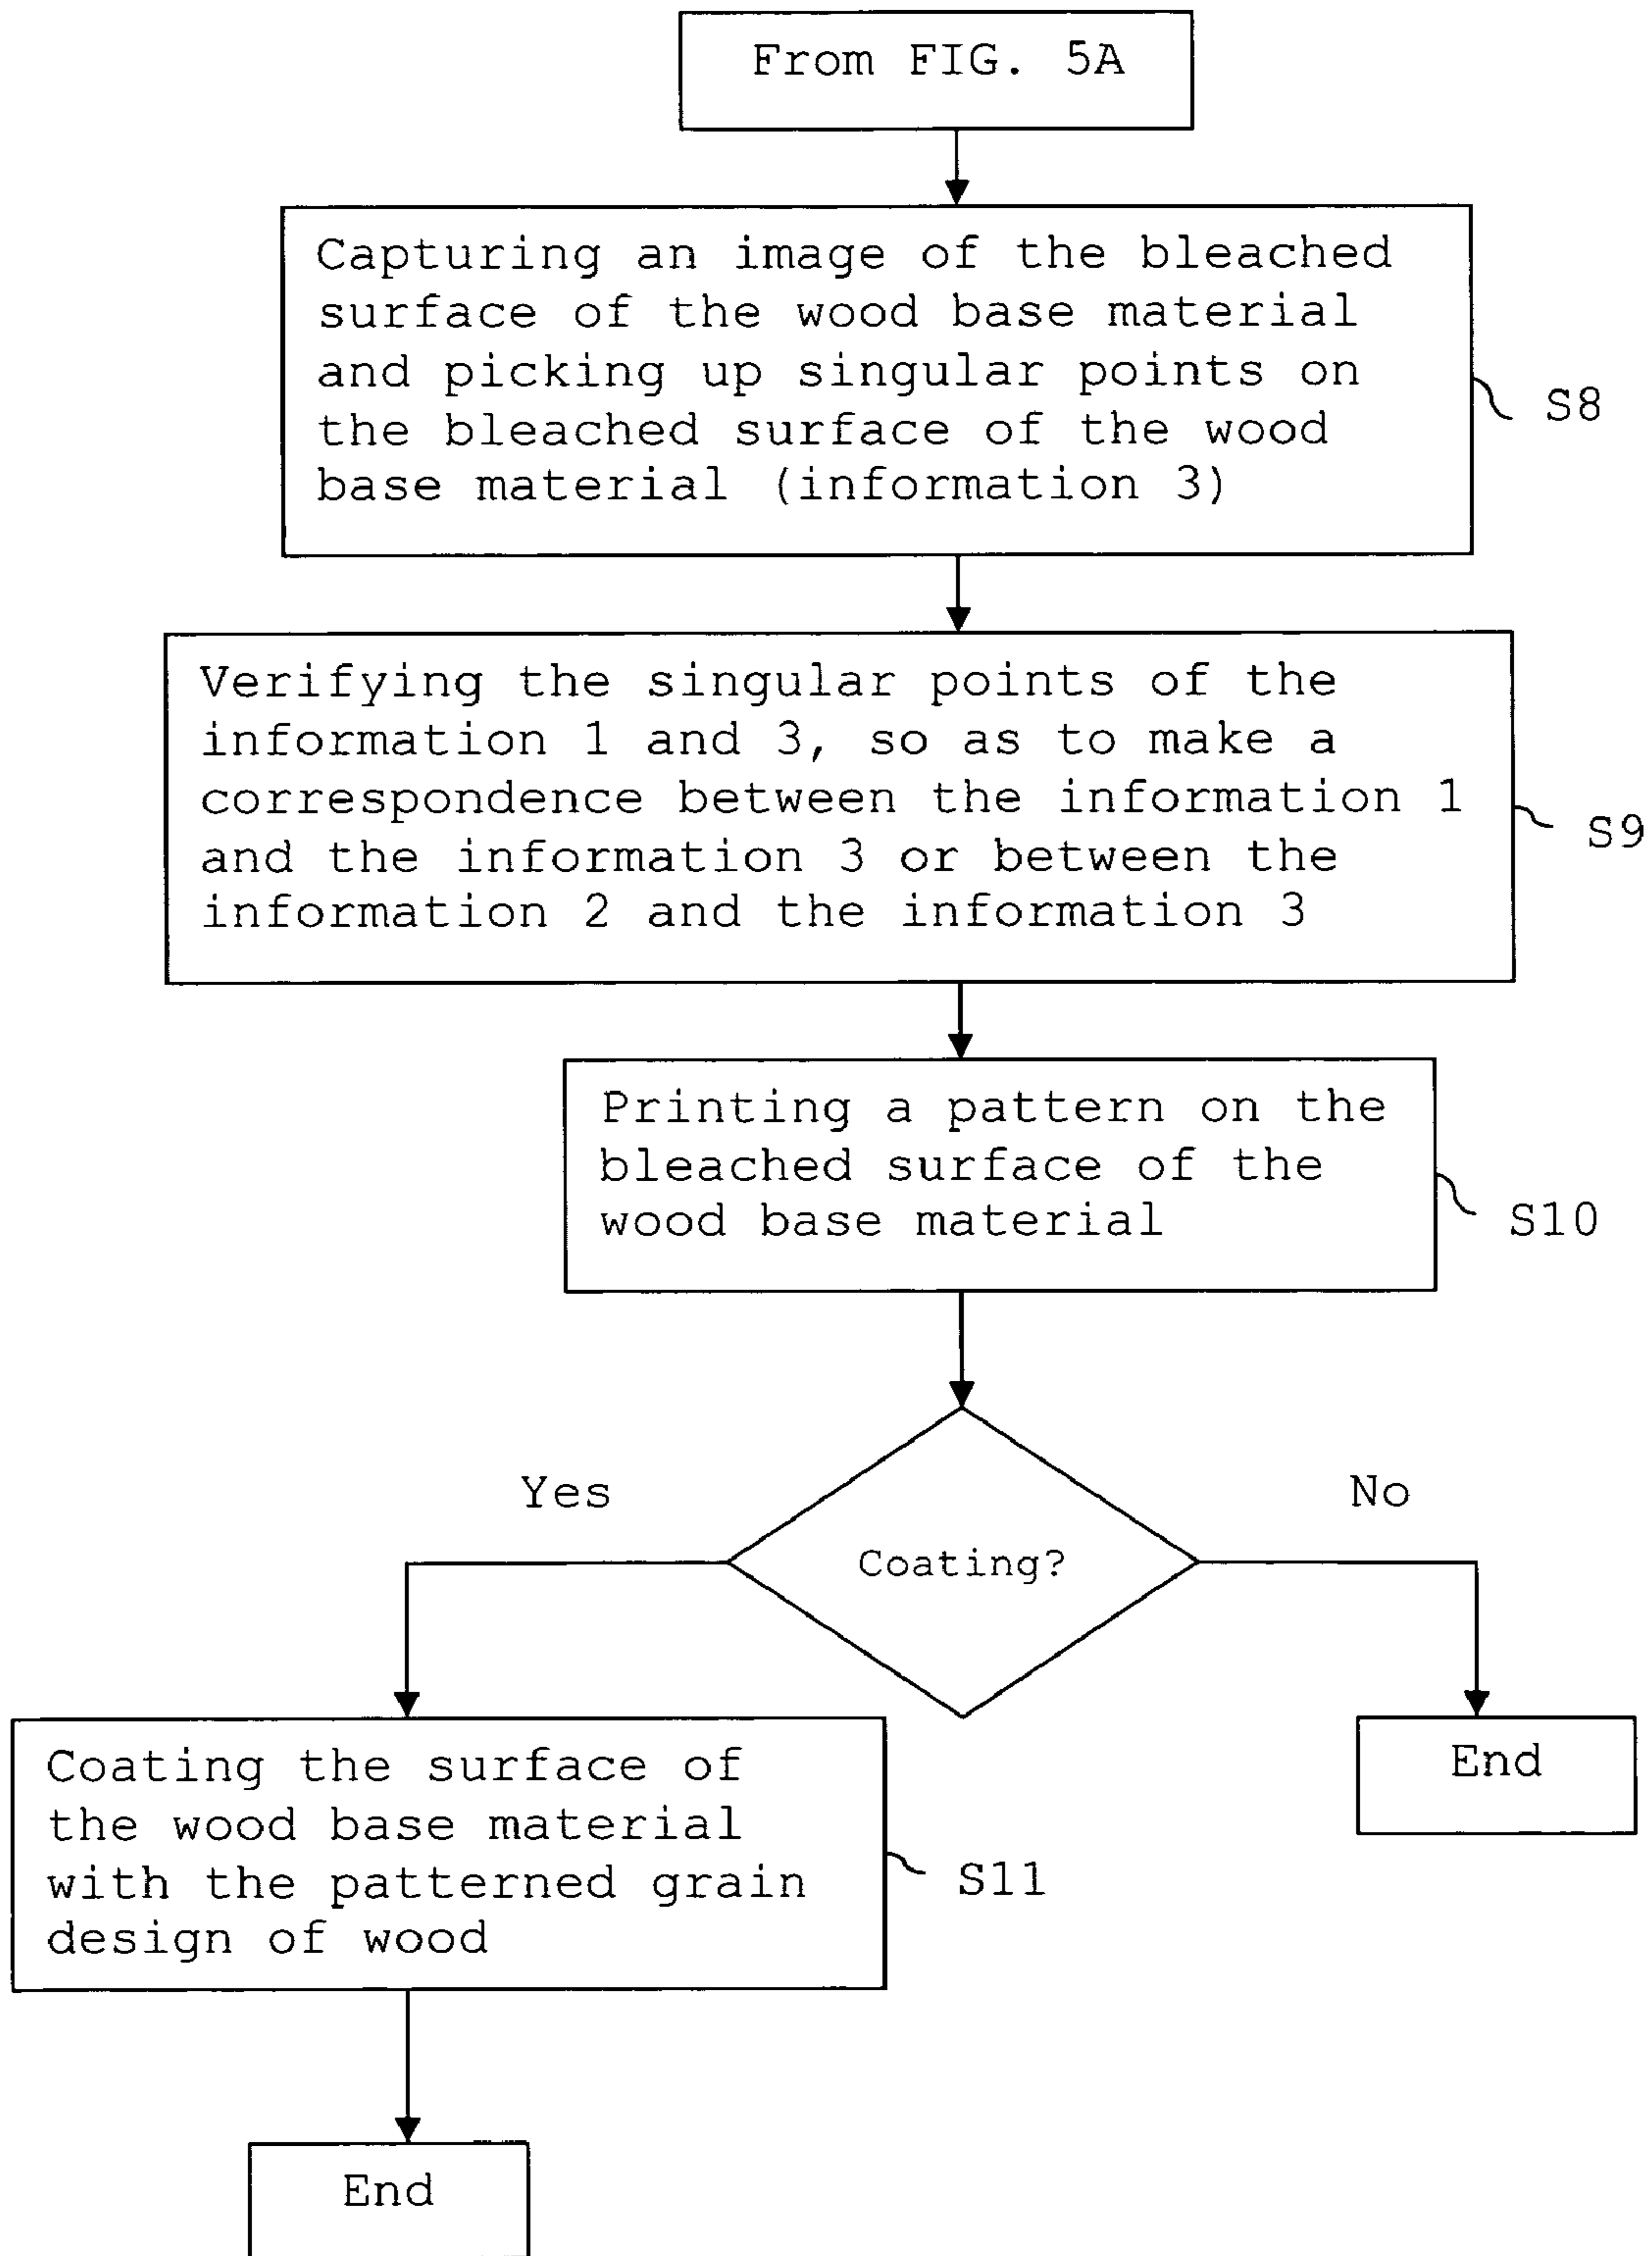 From FIG. 5A
Capturing an image of the bleached
surface of the wood base material
and picking up singular points on
the bleached surface of the wood
base material (information 3)
S8
Verifying the singular points of the
information 1 and 3, so as to make a
correspondence between the information 1
and the information 3 or between the
information 2 and the information 3
S9
Printing a pattern on the
bleached surface of the
wood base material
S10
Yes
No
Coating?
Coating the surface of
the wood base material
with the patterned grain
design of wood
S11
End
End